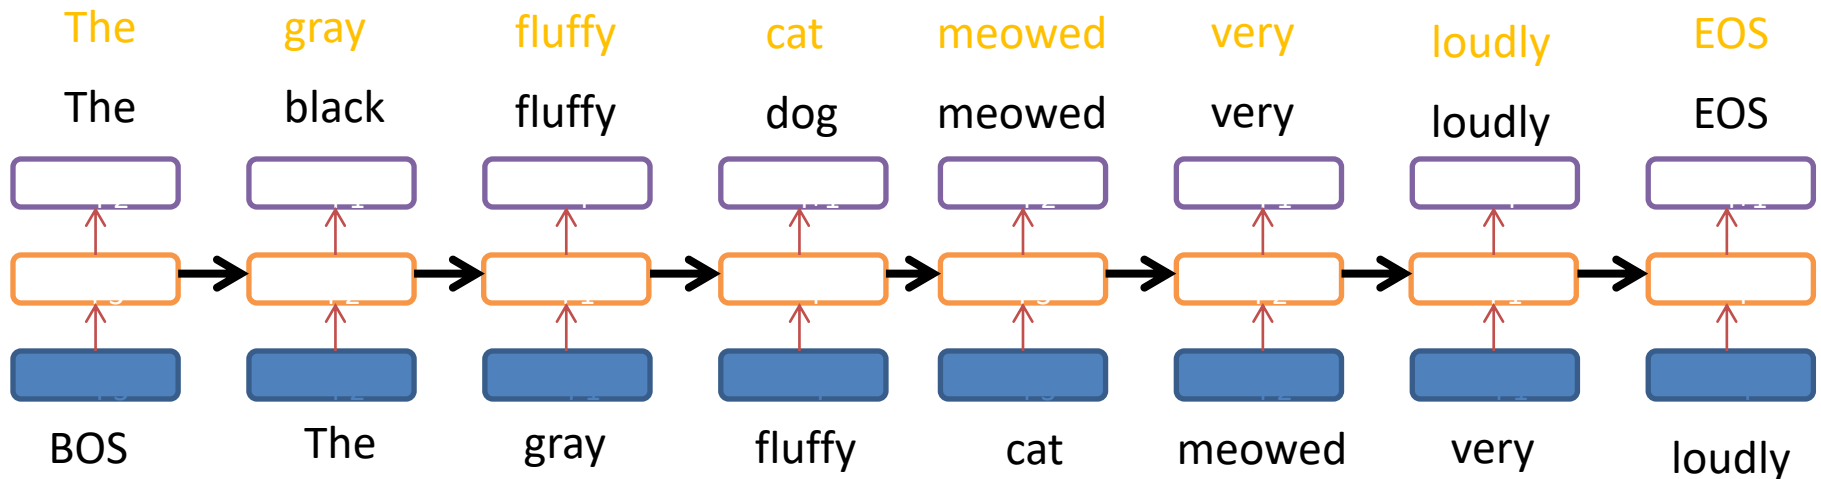 The gray fluffy cat meowed very loudly EOS
The black fluffy dog meowed very loudly EOS
BOS The gray fluffy cat meowed very loudly